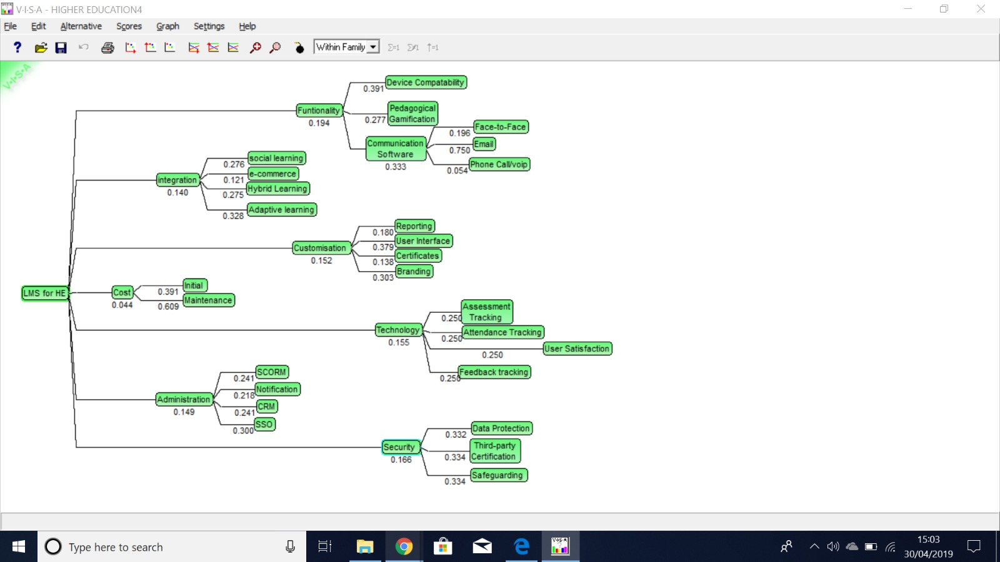 V·I·S·A - HIGHER EDUCATION4
File Edit Alternative Scores Graph Settings Help
? Within Family Σ=1 Σ≠1 ↑=1
V·I·S·A
LMS for HE
Funtionality
0.194
0.391 Device Compatability
0.277 Pedagogical
Gamification
Communication
Software
0.333
0.196 Face-to-Face
0.750 Email
0.054 Phone Call/voip
integration
0.140
0.276 social learning
0.121 e-commerce
0.275 Hybrid Learning
0.328 Adaptive learning
Customisation
0.152
0.180 Reporting
0.379 User Interface
0.138 Certificates
0.303 Branding
Cost
0.044
0.391 Initial
0.609 Maintenance
Technology
0.155
0.250 Assessment
Tracking
0.250 Attendance Tracking
0.250 User Satisfaction
0.250 Feedback tracking
Administration
0.149
0.241 SCORM
0.218 Notification
0.241 CRM
0.300 SSO
Security
0.166
0.332 Data Protection
0.334 Third-party
Certification
0.334 Safeguarding
Type here to search
V·I·S·A
15:03
30/04/2019